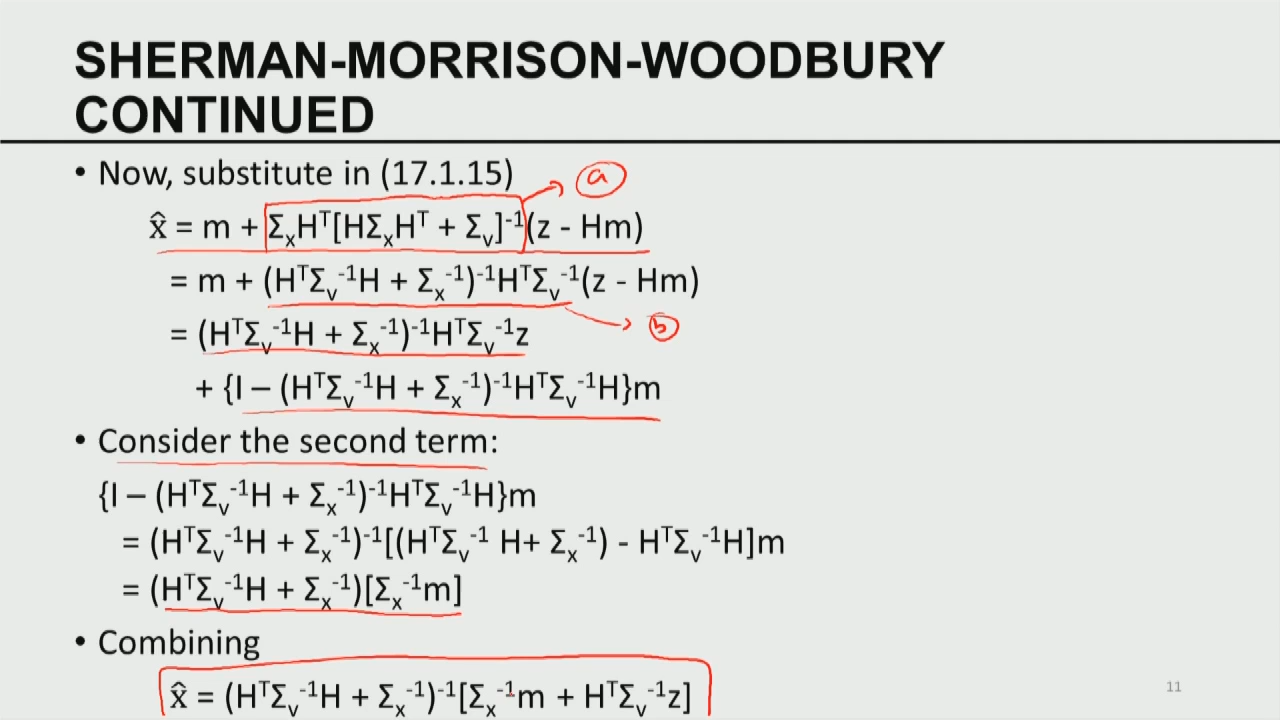 SHERMAN-MORRISON-WOODBURY
CONTINUED
• Now, substitute in (17.1.15)
a
x̂ = m + ΣₓHᵀ[HΣₓHᵀ + Σᵥ]⁻¹(z - Hm)
= m + (HᵀΣᵥ⁻¹H + Σₓ⁻¹)⁻¹HᵀΣᵥ⁻¹(z - Hm)
b
= (HᵀΣᵥ⁻¹H + Σₓ⁻¹)⁻¹HᵀΣᵥ⁻¹z
+ {I – (HᵀΣᵥ⁻¹H + Σₓ⁻¹)⁻¹HᵀΣᵥ⁻¹H}m
• Consider the second term:
{I – (HᵀΣᵥ⁻¹H + Σₓ⁻¹)⁻¹HᵀΣᵥ⁻¹H}m
= (HᵀΣᵥ⁻¹H + Σₓ⁻¹)⁻¹[(HᵀΣᵥ⁻¹ H+ Σₓ⁻¹) - HᵀΣᵥ⁻¹H]m
= (HᵀΣᵥ⁻¹H + Σₓ⁻¹)[Σₓ⁻¹m]
• Combining
x̂ = (HᵀΣᵥ⁻¹H + Σₓ⁻¹)⁻¹[Σₓ⁻¹m + HᵀΣᵥ⁻¹z]
11